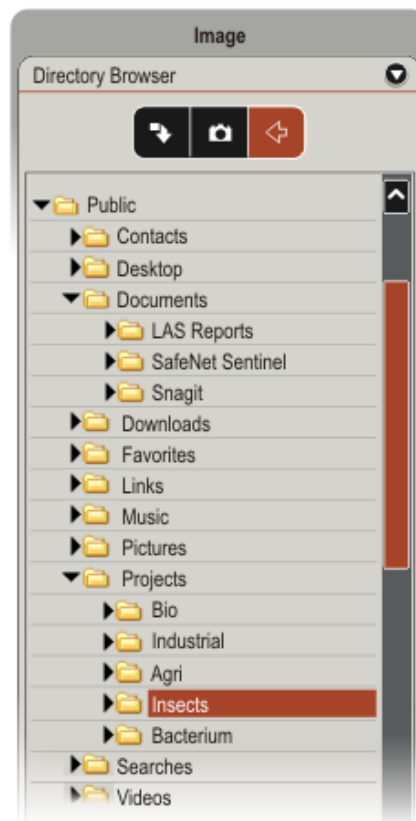 Image
Directory Browser
Public
Contacts
Desktop
Documents
LAS Reports
SafeNet Sentinel
Snagit
Downloads
Favorites
Links
Music
Pictures
Projects
Bio
Industrial
Agri
Insects
Bacterium
Searches
Videos